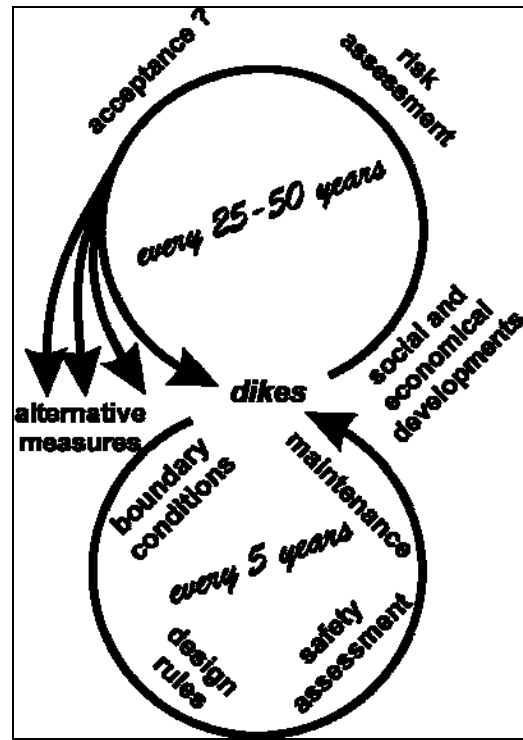 acceptance ?
risk
assessment
every 25-50 years
social and
economical
developments
dikes
alternative
measures
boundary
conditions
maintenance
every 5 years
design
rules
safety
assessment